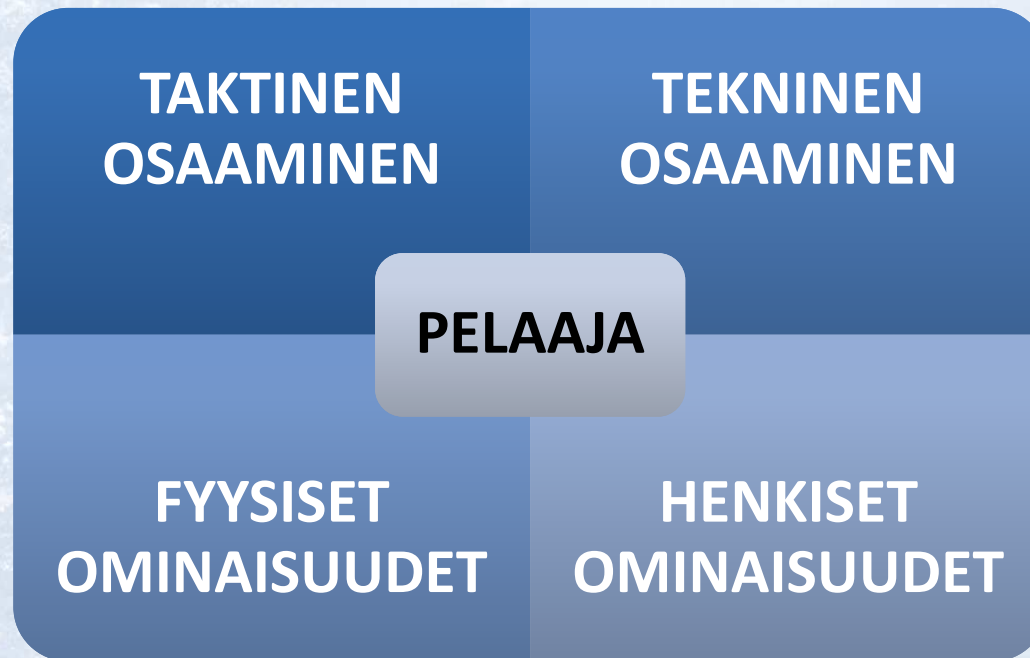 TAKTINEN
OSAAMINEN
TEKNINEN
OSAAMINEN
PELAAJA
FYYSISET
OMINAISUUDET
HENKISET
OMINAISUUDET